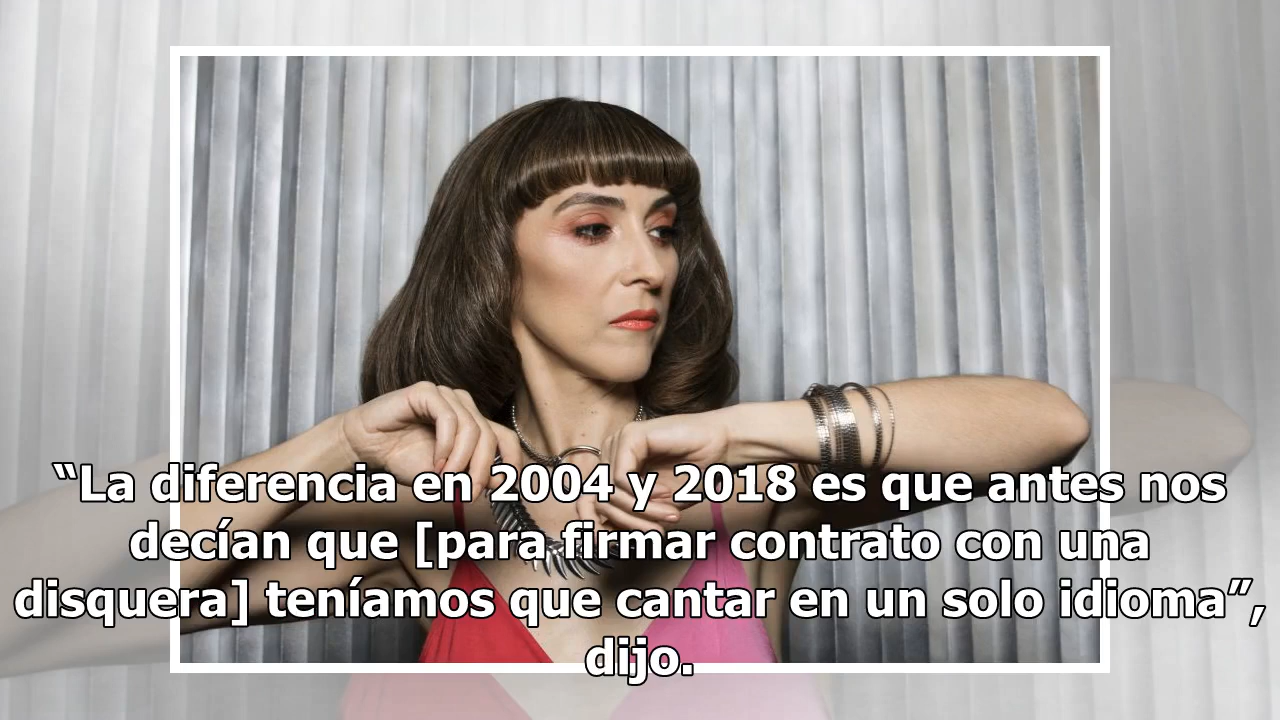 “La diferencia en 2004 y 2018 es que antes nos
decían que [para firmar contrato con una
disquera] teníamos que cantar en un solo idioma”,
dijo.